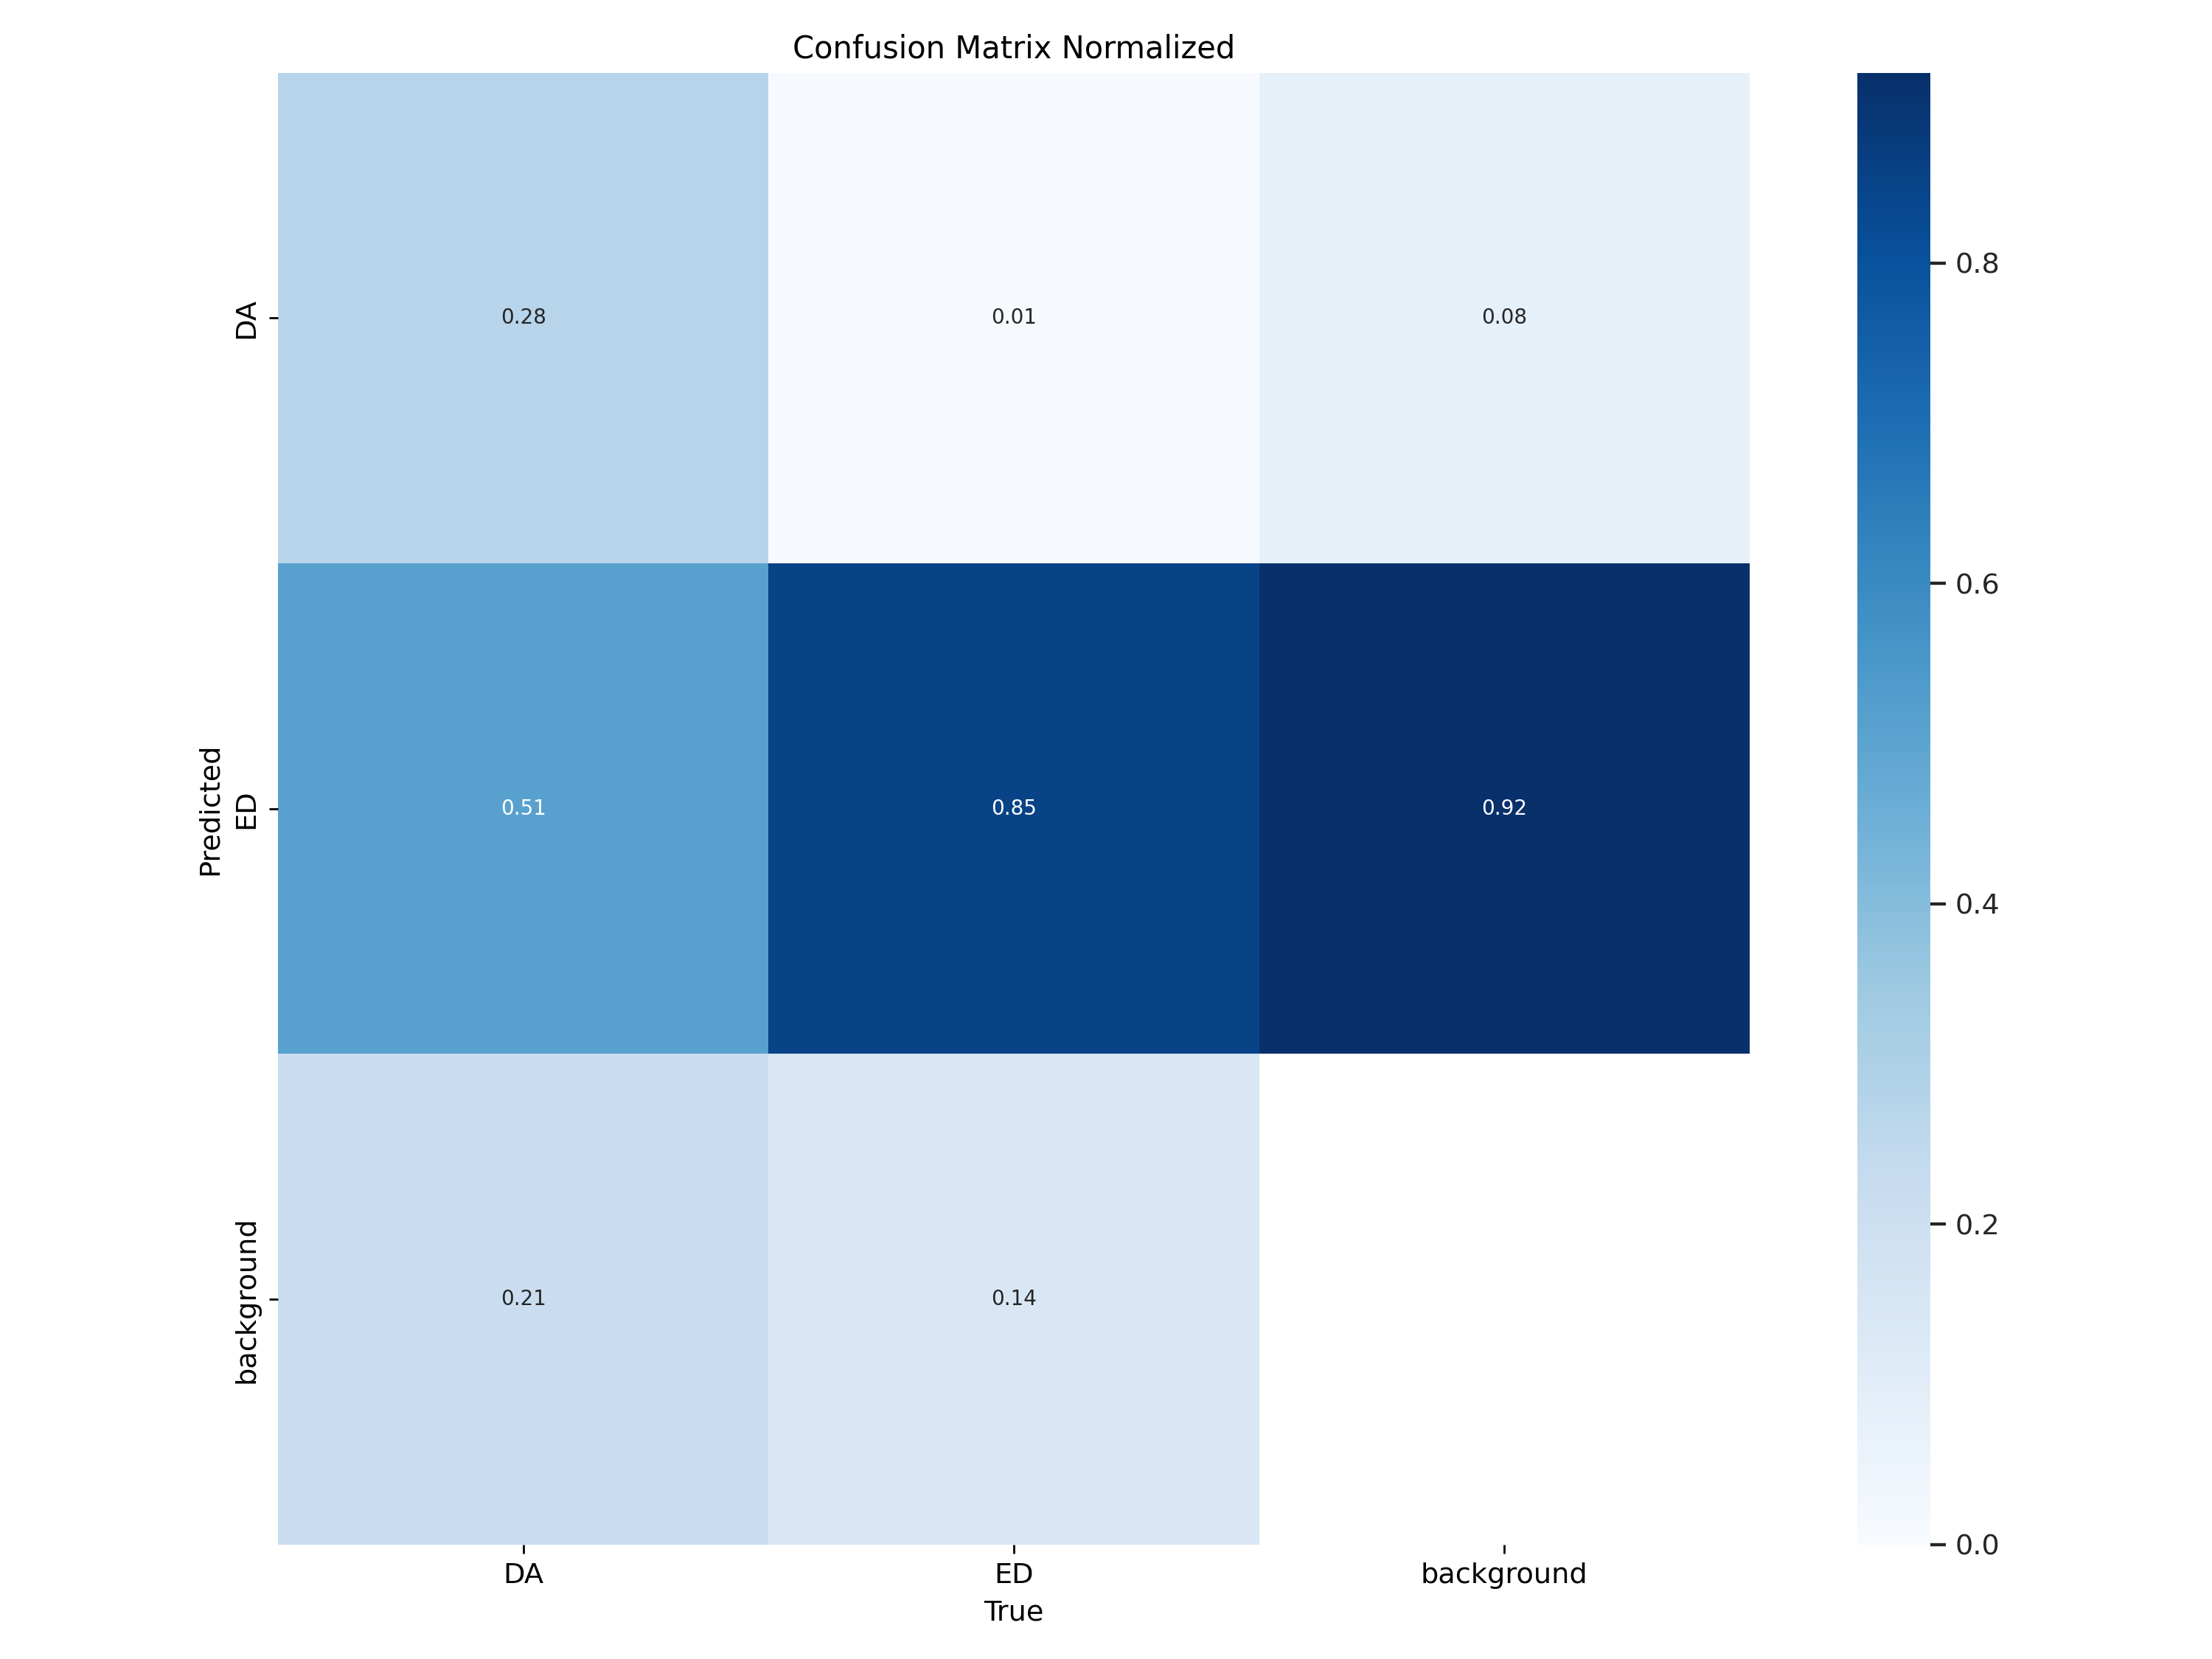 Confusion Matrix Normalized
DA
0.28
0.01
0.08
0.8
0.6
Predicted
ED
0.51
0.85
0.92
0.4
background
0.21
0.14
0.2
0.0
DA
ED
background
True